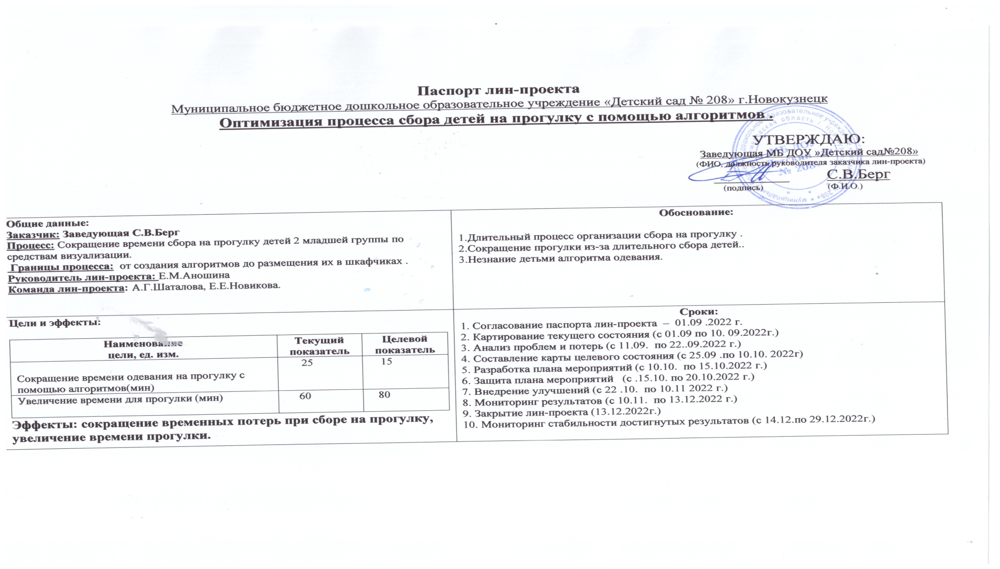 Паспорт лин-проекта
Муниципальное бюджетное дошкольное образовательное учреждение «Детский сад № 208» г.Новокузнецк
Оптимизация процесса сбора детей на прогулку с помощью алгоритмов .
УТВЕРЖДАЮ:
Заведующая МБ ДОУ »Детский сад№208»
(ФИО, должность руководителя заказчика лин-проекта)
С.В.Берг
(подпись) (Ф.И.О.)
МБ ДОУ
Детский
№ 208
Общие данные:
Заказчик: Заведующая С.В.Берг
Процесс: Сокращение времени сбора на прогулку детей 2 младшей группы по
средствам визуализации.
Границы процесса: от создания алгоритмов до размещения их в шкафчиках .
Руководитель лин-проекта: Е.М.Аношина
Команда лин-проекта: А.Г.Шаталова, Е.Е.Новикова.
Обоснование:
1.Длительный процесс организации сбора на прогулку .
2.Сокращение прогулки из-за длительного сбора детей..
3.Незнание детьми алгоритма одевания.
Цели и эффекты:
Наименование
цели, ед. изм.
Текущий
показатель
Целевой
показатель
Сокращение времени одевания на прогулку с
помощью алгоритмов(мин)
25
15
Увеличение времени для прогулки (мин)
60
80
Эффекты: сокращение временных потерь при сборе на прогулку,
увеличение времени прогулки.
Сроки:
1. Согласование паспорта лин-проекта – 01.09 .2022 г.
2. Картирование текущего состояния (с 01.09 по 10. 09.2022г.)
3. Анализ проблем и потерь (с 11.09. по 22..09.2022 г.)
4. Составление карты целевого состояния (с 25.09 .по 10.10. 2022г)
5. Разработка плана мероприятий (с 10.10. по 15.10.2022 г.)
6. Защита плана мероприятий (с .15.10. по 20.10.2022 г.)
7. Внедрение улучшений (с 22 .10. по 10.11 2022 г.)
8. Мониторинг результатов (с 10.11. по 13.12.2022 г.)
9. Закрытие лин-проекта (13.12.2022г.)
10. Мониторинг стабильности достигнутых результатов (с 14.12.по 29.12.2022г.)